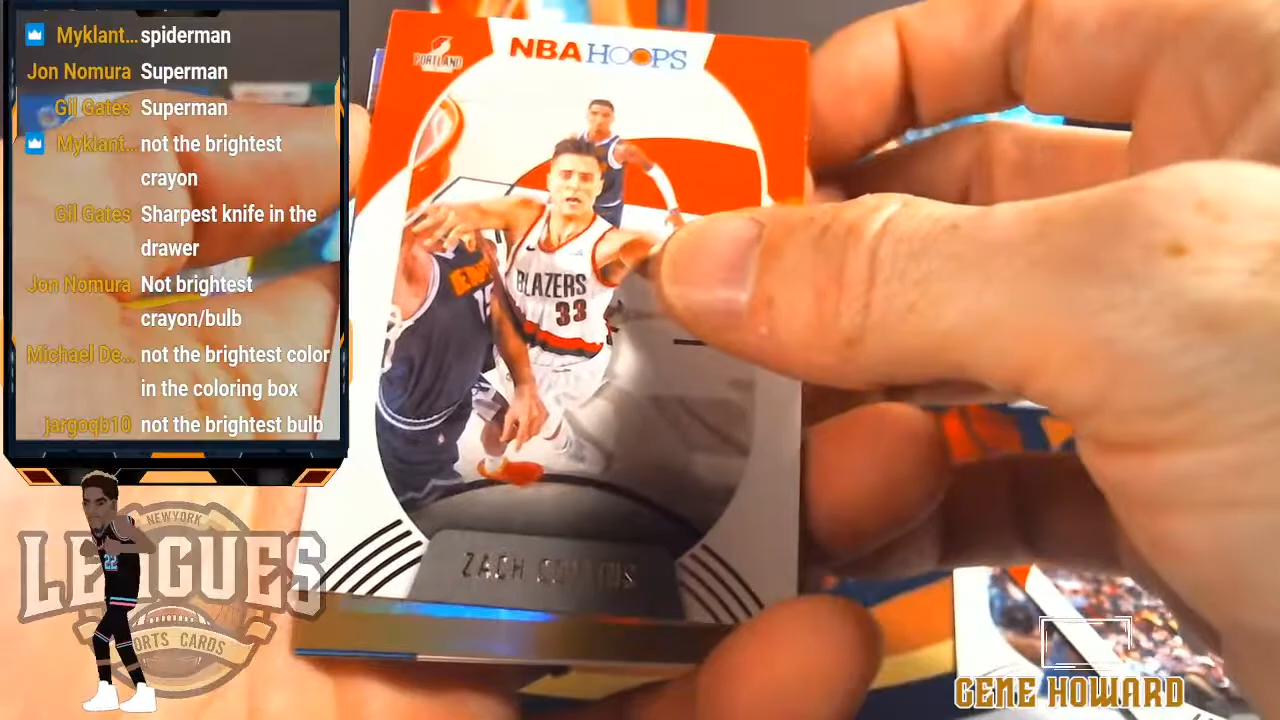 Myklant... spiderman
Jon Nomura Superman
Gil Gates Superman
Myklant... not the brightest
crayon
Gil Gates Sharpest knife in the
drawer
Jon Nomura Not brightest
crayon/bulb
Michael De... not the brightest color
in the coloring box
jargoqb10 not the brightest bulb
PORTLAND
NBA HOOPS
BLAZERS
33
15
ZACH COLLINS
NEWYORK
LEAGUES
22
SPORTS CARDS
GENE HOWARD